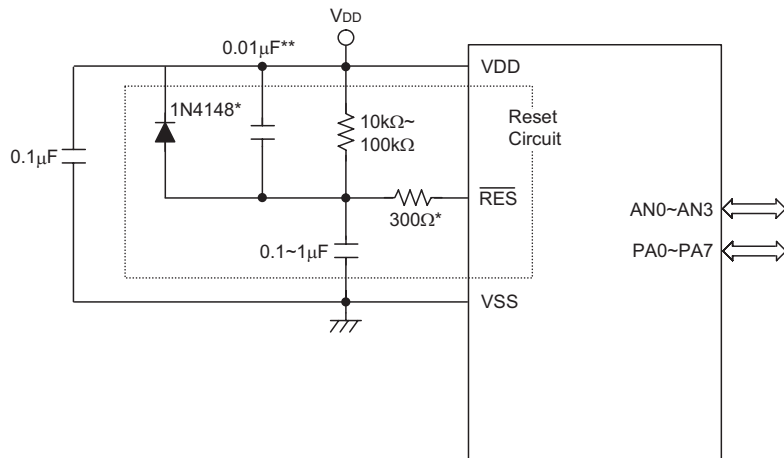 VDD
0.01μF**
VDD
1N4148*
10kΩ~
100kΩ
Reset
Circuit
0.1μF
RES
300Ω*
AN0~AN3
0.1~1μF
PA0~PA7
VSS